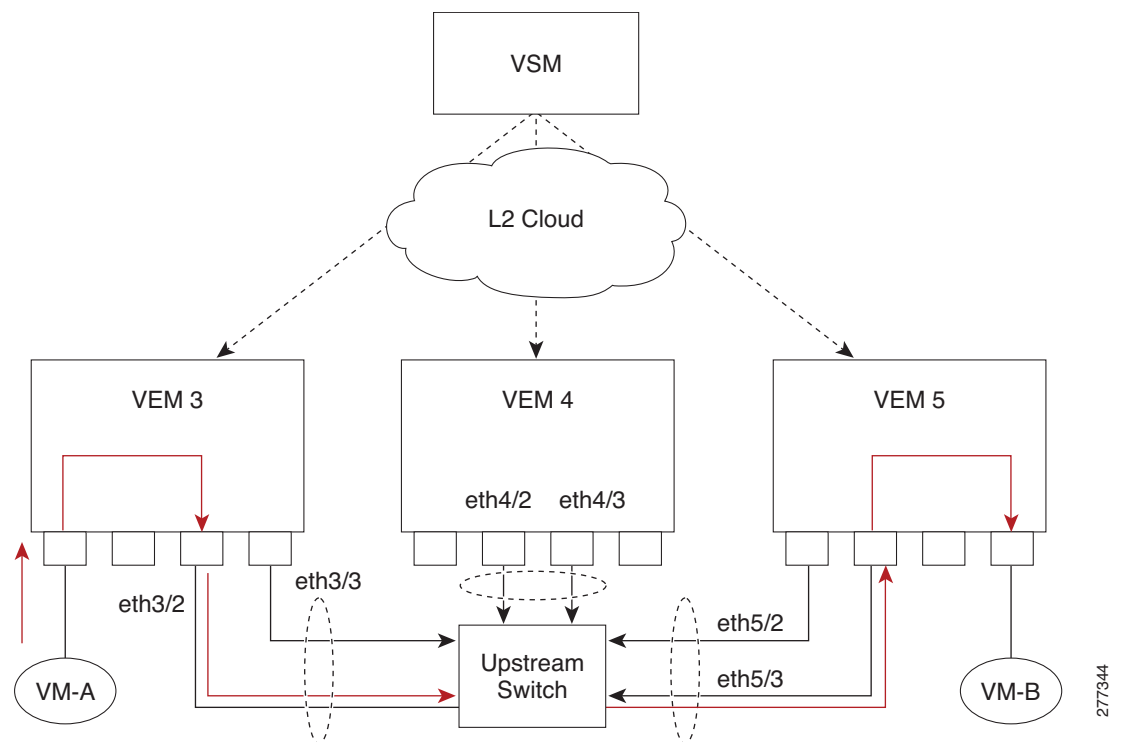 VSM
L2 Cloud
VEM 3
VEM 4
VEM 5
eth4/2
eth4/3
eth3/3
eth3/2
eth5/2
Upstream
Switch
eth5/3
VM-A
VM-B
277344